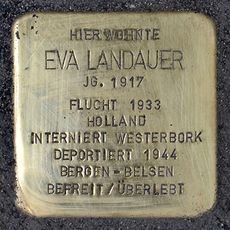 HIER WOHNTE
EVA LANDAUER
JG. 1917
FLUCHT 1933
HOLLAND
INTERNIERT WESTERBORK
DEPORTIERT 1944
BERGEN-BELSEN
BEFREIT/ÜBERLEBT